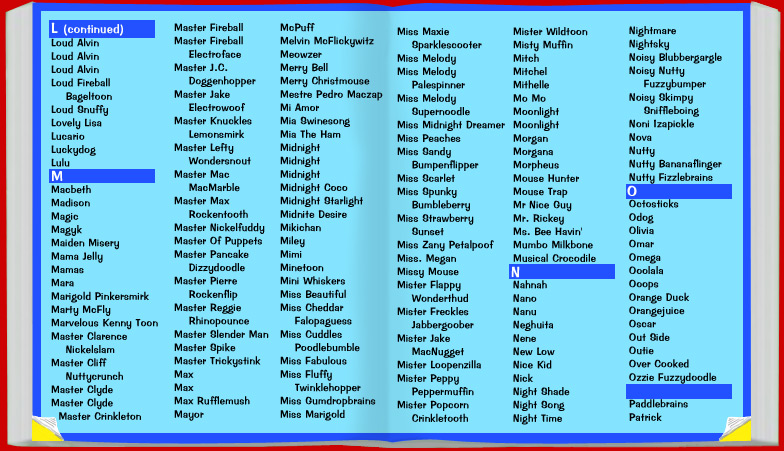 L (continued)
Loud Alvin
Loud Alvin
Loud Alvin
Loud Fireball
Bageltoon
Loud Snuffy
Lovely Lisa
Lucario
Luckydog
Lulu
M
Macbeth
Madison
Magic
Magyk
Maiden Misery
Mama Jelly
Mamas
Mara
Marigold Pinkersmirk
Marty McFly
Marvelous Kenny Toon
Master Clarence
Nickelslam
Master Cliff
Nuttycrunch
Master Clyde
Master Clyde
Master Crinkleton
Master Fireball
Master Fireball
Electroface
Master J.C.
Doggenhopper
Master Jake
Electrowoof
Master Knuckles
Lemonsmirk
Master Lefty
Wondersnout
Master Mac
MacMarble
Master Max
Rockentooth
Master Nickelfuddy
Master Of Puppets
Master Pancake
Dizzydoodle
Master Pierre
Rockenflip
Master Reggie
Rhinopounce
Master Slender Man
Master Spike
Master Trickystink
Max
Max
Max Rufflemush
Mayor
McPuff
Melvin McFlickywitz
Meowzer
Merry Bell
Merry Christmouse
Mestre Pedro Maczap
Mi Amor
Mia Swinesong
Mia The Ham
Midnight
Midnight
Midnight
Midnight Coco
Midnight Starlight
Midnite Desire
Mikichan
Miley
Mimi
Minetoon
Mini Whiskers
Miss Beautiful
Miss Cheddar
Falopaguess
Miss Cuddles
Poodlebumble
Miss Fabulous
Miss Fluffy
Twinklehopper
Miss Gumdropbrains
Miss Marigold
Miss Maxie
Sparklescooter
Miss Melody
Miss Melody
Palespinner
Miss Melody
Supernoodle
Miss Midnight Dreamer
Miss Peaches
Miss Sandy
Bumpenflipper
Miss Scarlet
Miss Spunky
Bumbleberry
Miss Strawberry
Sunset
Miss Zany Petalpoof
Miss. Megan
Missy Mouse
Mister Flappy
Wonderthud
Mister Freckles
Jabbergoober
Mister Jake
MacNugget
Mister Loopenzilla
Mister Peppy
Peppermuffin
Mister Popcorn
Crinkletooth
Mister Wildtoon
Misty Muffin
Mitch
Mitchel
Mithelle
Mo Mo
Moonlight
Moonlight
Morgan
Morgana
Morpheus
Mouse Hunter
Mouse Trap
Mr Nice Guy
Mr. Rickey
Ms. Bee Havin'
Mumbo Milkbone
Musical Crocodile
N
Nahnah
Nano
Nanu
Neghuita
Nene
New Low
Nice Kid
Nick
Night Shade
Night Song
Night Time
Nightmare
Nightsky
Noisy Blubbergargle
Noisy Nutty
Fuzzybumper
Noisy Skimpy
Sniffleboing
Noni Izapickle
Nova
Nutty
Nutty Bananaflinger
Nutty Fizzlebrains
O
Octosticks
Odog
Olivia
Omar
Omega
Ooolala
Ooops
Orange Duck
Orangejuice
Oscar
Out Side
Outie
Over Cooked
Ozzie Fuzzydoodle
Paddlebrains
Patrick